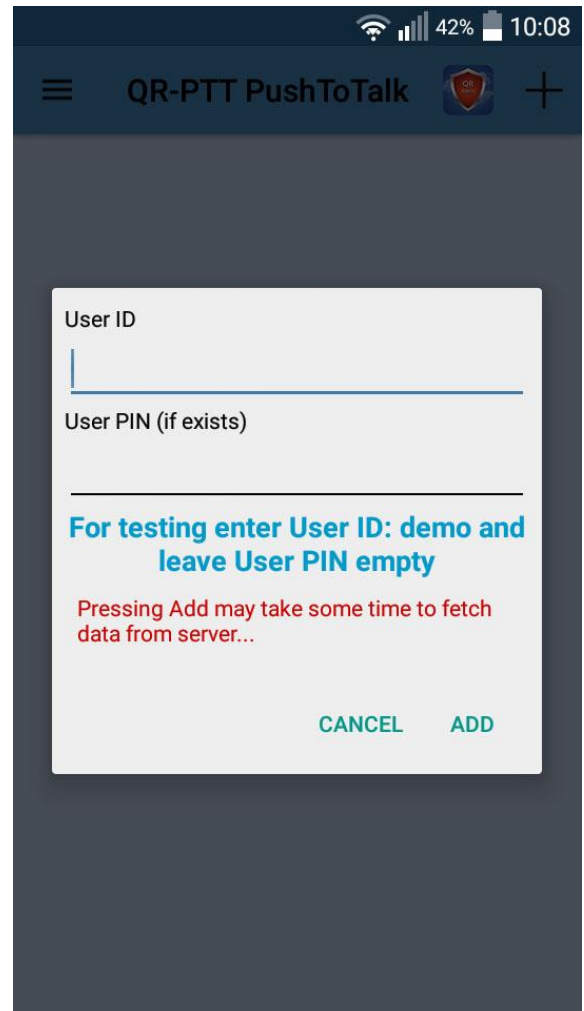 42% 10:08
QR-PTT PushToTalk
User ID
User PIN (if exists)
For testing enter User ID: demo and
leave User PIN empty
Pressing Add may take some time to fetch
data from server...
CANCEL ADD